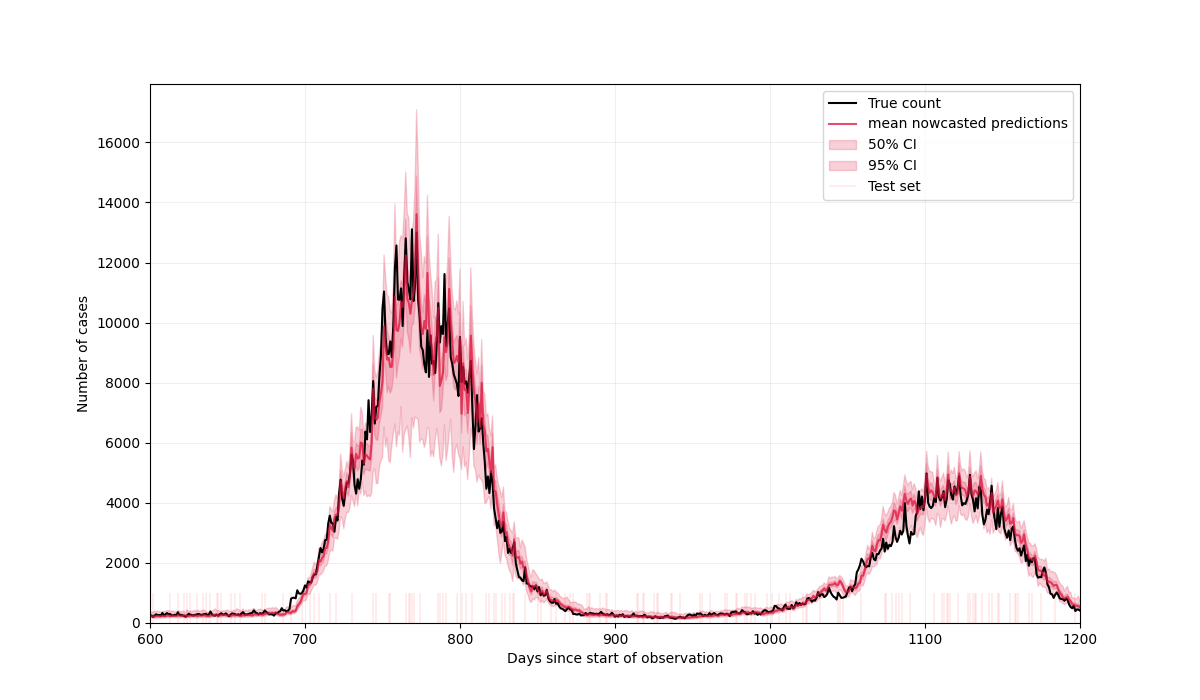 True count
mean nowcasted predictions
50% CI
95% CI
Test set
16000
14000
12000
10000
8000
6000
4000
2000
0
Number of cases
600
700
800
900
1000
1100
1200
Days since start of observation